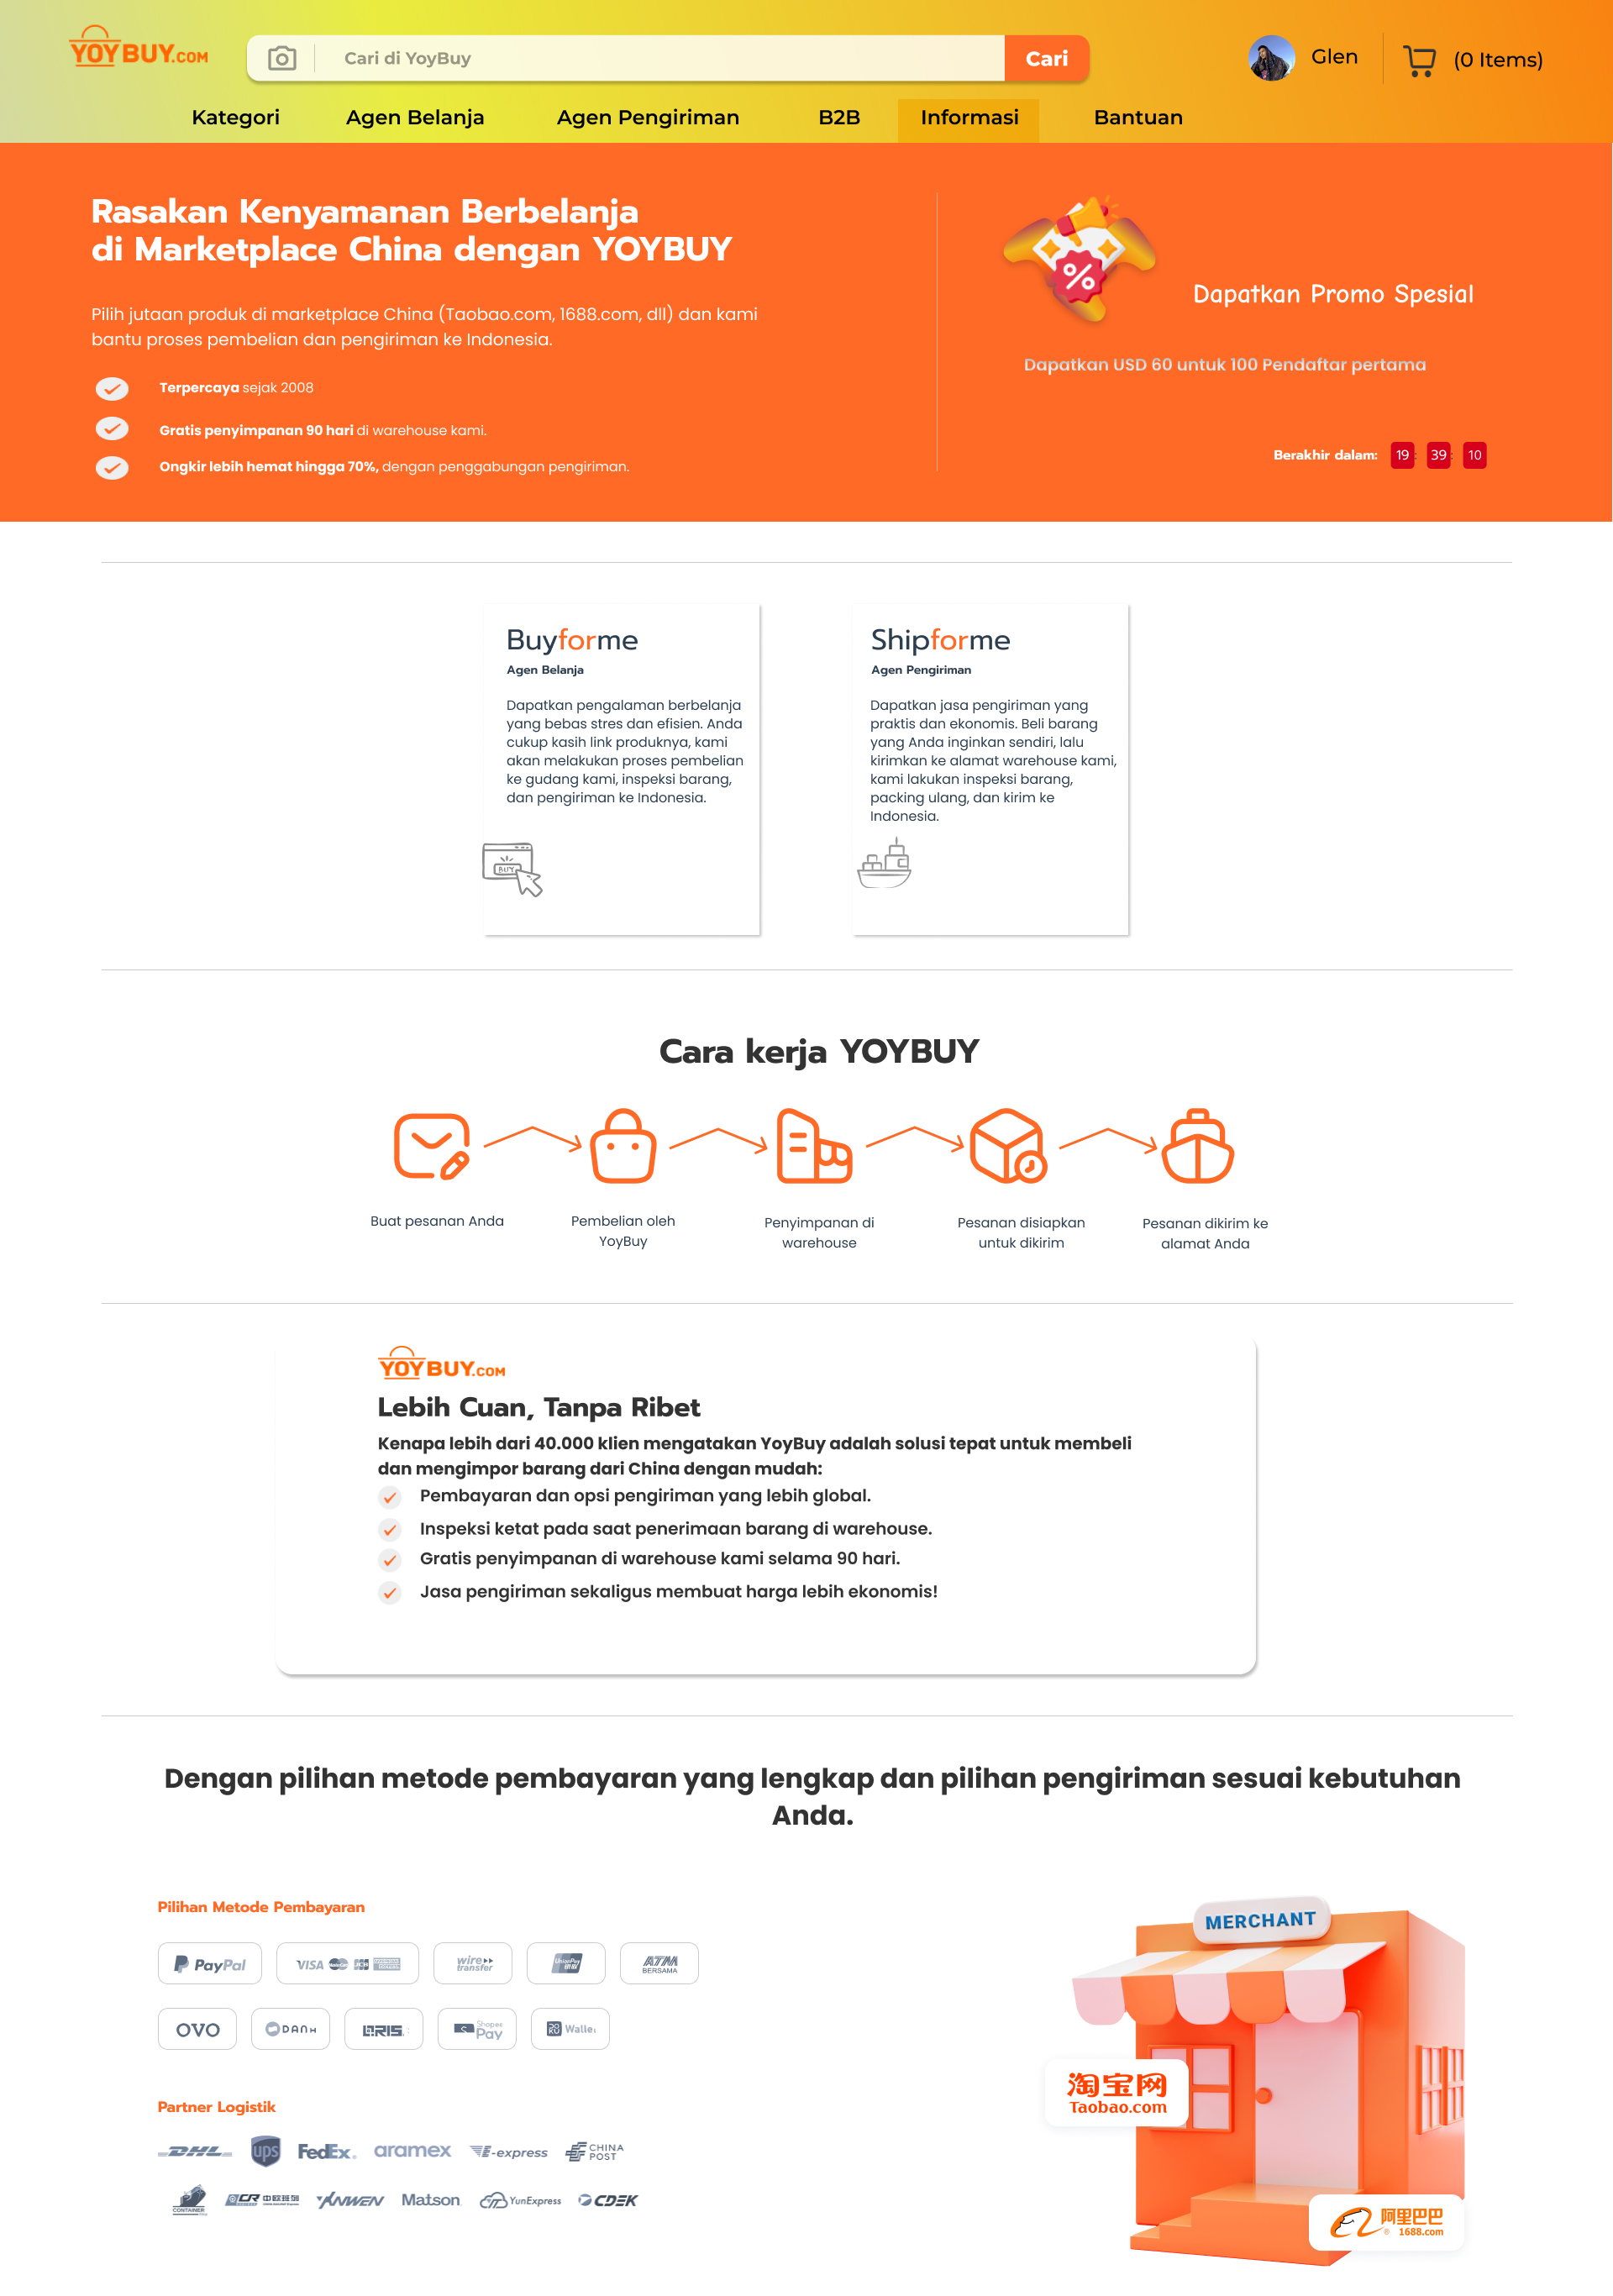 YOYBUY.COM
Cari di YoyBuy
Cari
Glen
(0 Items)
Kategori
Agen Belanja
Agen Pengiriman
B2B
Informasi
Bantuan
Rasakan Kenyamanan Berbelanja
di Marketplace China dengan YOYBUY
Pilih jutaan produk di marketplace China (Taobao.com, 1688.com, dll) dan kami
bantu proses pembelian dan pengiriman ke Indonesia.
Terpercaya sejak 2008
Gratis penyimpanan 90 hari di warehouse kami.
Ongkir lebih hemat hingga 70%, dengan penggabungan pengiriman.
%
Dapatkan Promo Spesial
Dapatkan USD 60 untuk 100 Pendaftar pertama
Berakhir dalam: 19 : 39 : 10
Buyforme
Agen Belanja
Dapatkan pengalaman berbelanja
yang bebas stres dan efisien. Anda
cukup kasih link produknya, kami
akan melakukan proses pembelian
ke gudang kami, inspeksi barang,
dan pengiriman ke Indonesia.
BUY
Shipforme
Agen Pengiriman
Dapatkan jasa pengiriman yang
praktis dan ekonomis. Beli barang
yang Anda inginkan sendiri, lalu
kirimkan ke alamat warehouse kami,
kami lakukan inspeksi barang,
packing ulang, dan kirim ke
Indonesia.
Cara kerja YOYBUY
Buat pesanan Anda
Pembelian oleh
YoyBuy
Penyimpanan di
warehouse
Pesanan disiapkan
untuk dikirim
Pesanan dikirim ke
alamat Anda
YOYBUY.COM
Lebih Cuan, Tanpa Ribet
Kenapa lebih dari 40.000 klien mengatakan YoyBuy adalah solusi tepat untuk membeli
dan mengimpor barang dari China dengan mudah:
Pembayaran dan opsi pengiriman yang lebih global.
Inspeksi ketat pada saat penerimaan barang di warehouse.
Gratis penyimpanan di warehouse kami selama 90 hari.
Jasa pengiriman sekaligus membuat harga lebih ekonomis!
Dengan pilihan metode pembayaran yang lengkap dan pilihan pengiriman sesuai kebutuhan
Anda.
Pilihan Metode Pembayaran
PayPal
VISA
JCB
wire
transfer
UnionPay
ATM
BERSAMA
OVO
DANA
QRIS
Shopee
Pay
Walle
Partner Logistik
DHL
ups
FedEx
aramex
E-express
CHINA
POST
CONTAINER
CR 中欧班列
YANWEN
Matson
YunExpress
CDEK
MERCHANT
淘宝网
Taobao.com
阿里巴巴
1688.com